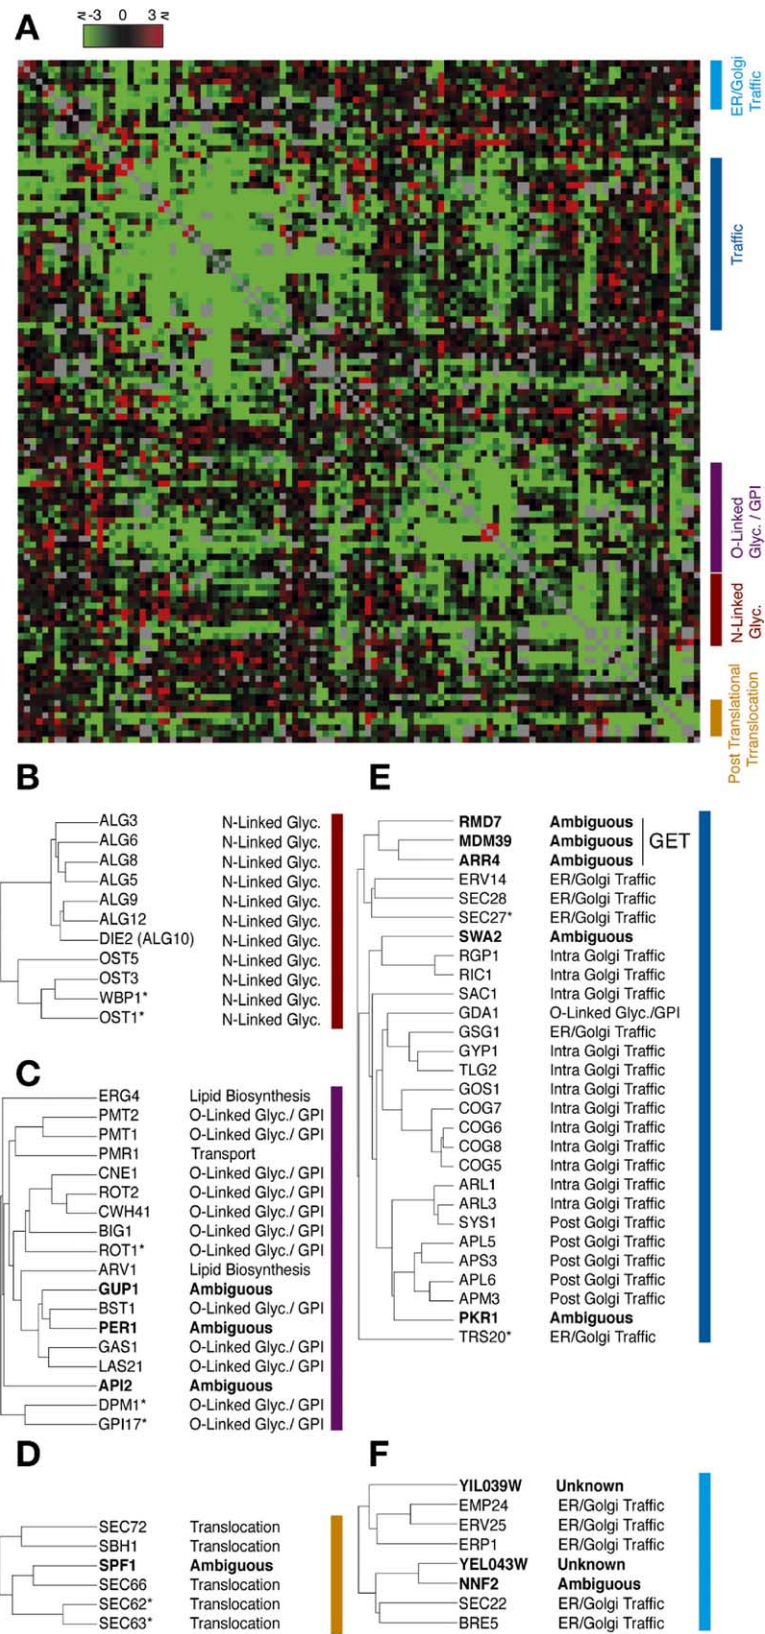 A
≥ -3 0 3 ≥
ER/Golgi
Traffic
Traffic
O-Linked
Glyc. / GPI
N-Linked
Glyc.
Post Translational
Trranslocation
B
ALG3 N-Linked Glyc.
ALG6 N-Linked Glyc.
ALG8 N-Linked Glyc.
ALG5 N-Linked Glyc.
ALG9 N-Linked Glyc.
ALG12 N-Linked Glyc.
DIE2 (ALG10) N-Linked Glyc.
OST5 N-Linked Glyc.
OST3 N-Linked Glyc.
WBP1* N-Linked Glyc.
OST1* N-Linked Glyc.
C
ERG4 Lipid Biosynthesis
PMT2 O-Linked Glyc./ GPI
PMT1 O-Linked Glyc./ GPI
PMR1 Transport
CNE1 O-Linked Glyc./ GPI
ROT2 O-Linked Glyc./ GPI
CWH41 O-Linked Glyc./ GPI
BIG1 O-Linked Glyc./ GPI
ROT1* O-Linked Glyc./ GPI
ARV1 Lipid Biosynthesis
GUP1 Ambiguous
BST1 O-Linked Glyc./ GPI
PER1 Ambiguous
GAS1 O-Linked Glyc./ GPI
LAS21 O-Linked Glyc./ GPI
API2 Ambiguous
DPM1* O-Linked Glyc./ GPI
GPI17* O-Linked Glyc./ GPI
D
SEC72 Translocation
SBH1 Translocation
SPF1 Ambiguous
SEC66 Translocation
SEC62* Translocation
SEC63* Translocation
E
RMD7 Ambiguous
MDM39 Ambiguous GET
ARR4 Ambiguous
ERV14 ER/Golgi Traffic
SEC28 ER/Golgi Traffic
SEC27* ER/Golgi Traffic
SWA2 Ambiguous
RGP1 Intra Golgi Traffic
RIC1 Intra Golgi Traffic
SAC1 Intra Golgi Traffic
GDA1 O-Linked Glyc./GPI
GSG1 ER/Golgi Traffic
GYP1 Intra Golgi Traffic
TLG2 Intra Golgi Traffic
GOS1 Intra Golgi Traffic
COG7 Intra Golgi Traffic
COG6 Intra Golgi Traffic
COG8 Intra Golgi Traffic
COG5 Intra Golgi Traffic
ARL1 Intra Golgi Traffic
ARL3 Intra Golgi Traffic
SYS1 Post Golgi Traffic
APL5 Post Golgi Traffic
APS3 Post Golgi Traffic
APL6 Post Golgi Traffic
APM3 Post Golgi Traffic
PKR1 Ambiguous
TRS20* ER/Golgi Traffic
F
YIL039W Unknown
EMP24 ER/Golgi Traffic
ERV25 ER/Golgi Traffic
ERP1 ER/Golgi Traffic
YEL043W Unknown
NNF2 Ambiguous
SEC22 ER/Golgi Traffic
BRE5 ER/Golgi Traffic